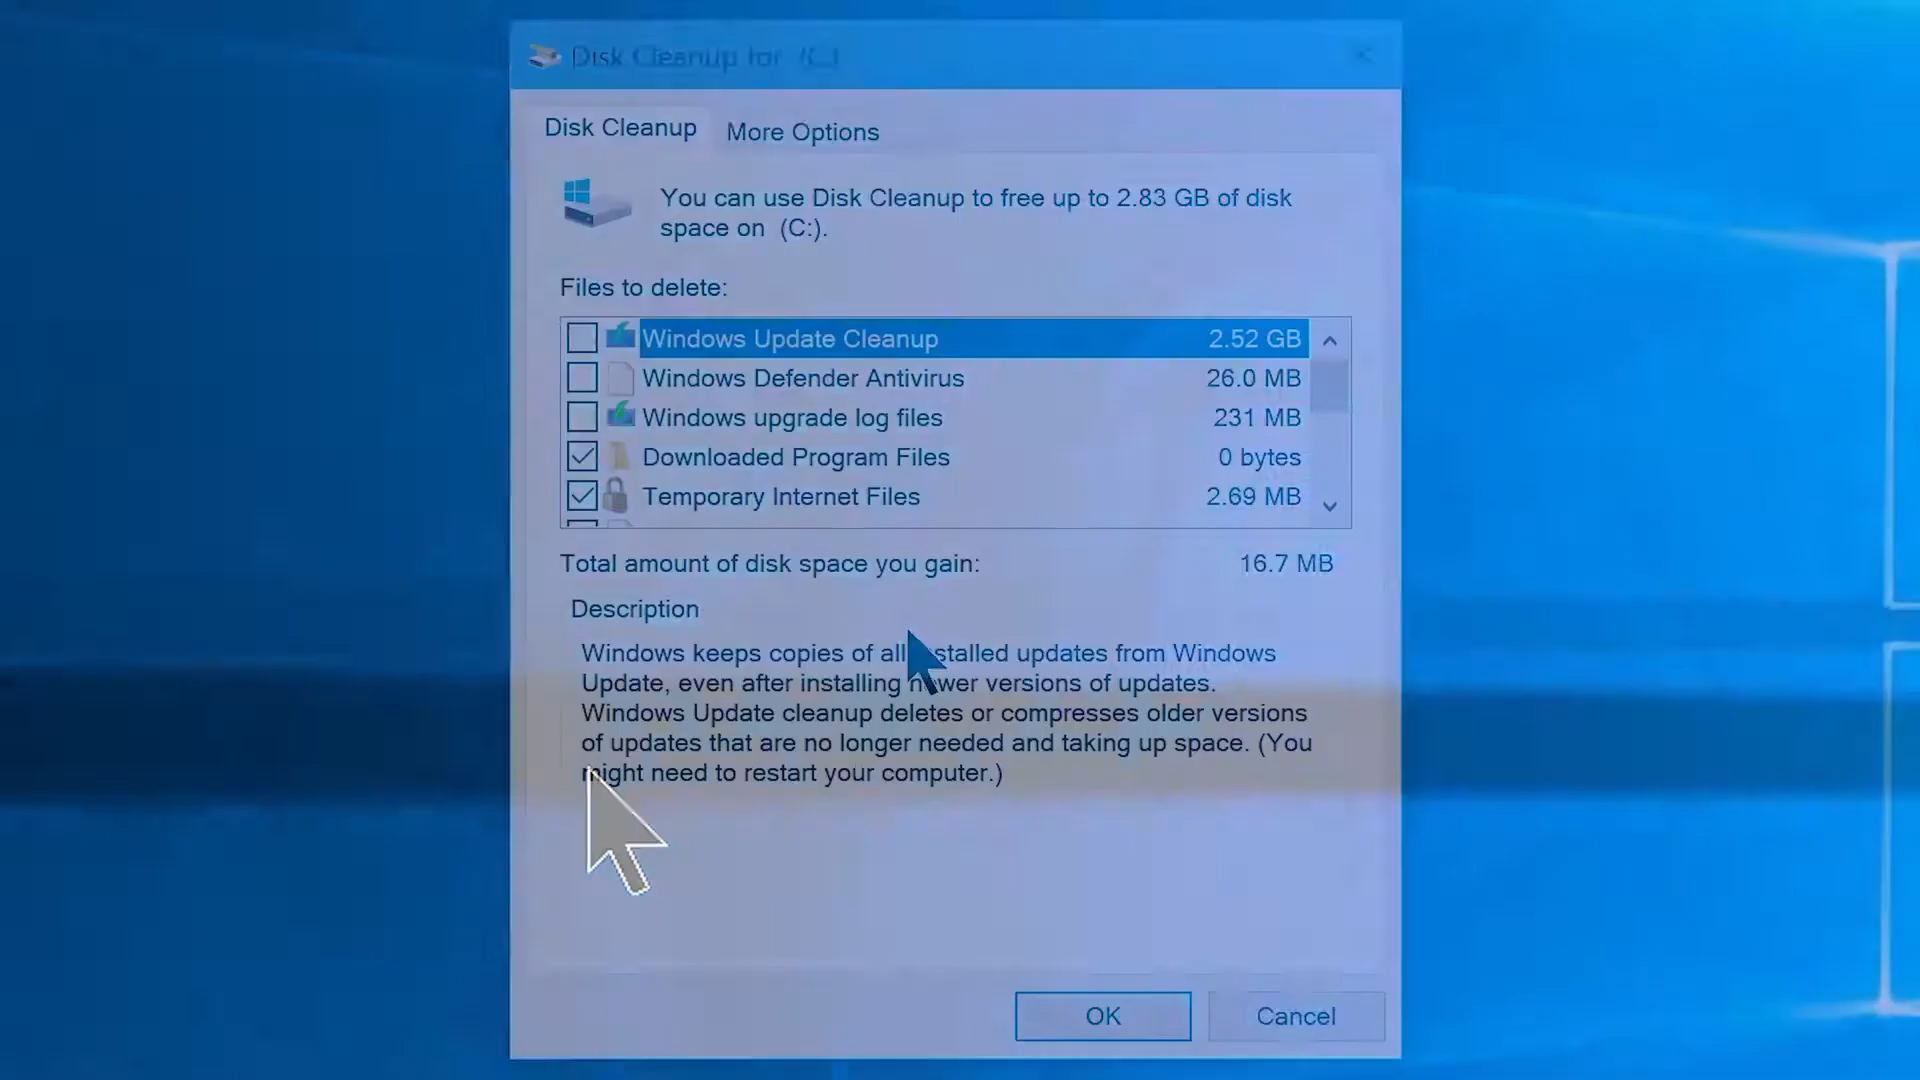 Disk Cleanup for (C:)
Disk Cleanup
More Options
You can use Disk Cleanup to free up to 2.83 GB of disk
space on (C:).
Files to delete:
Windows Update Cleanup 2.52 GB
Windows Defender Antivirus 26.0 MB
Windows upgrade log files 231 MB
Downloaded Program Files 0 bytes
Temporary Internet Files 2.69 MB
Total amount of disk space you gain: 16.7 MB
Description
Windows keeps copies of all installed updates from Windows
Update, even after installing newer versions of updates.
Windows Update cleanup deletes or compresses older versions
of updates that are no longer needed and taking up space. (You
might need to restart your computer.)
OK
Cancel